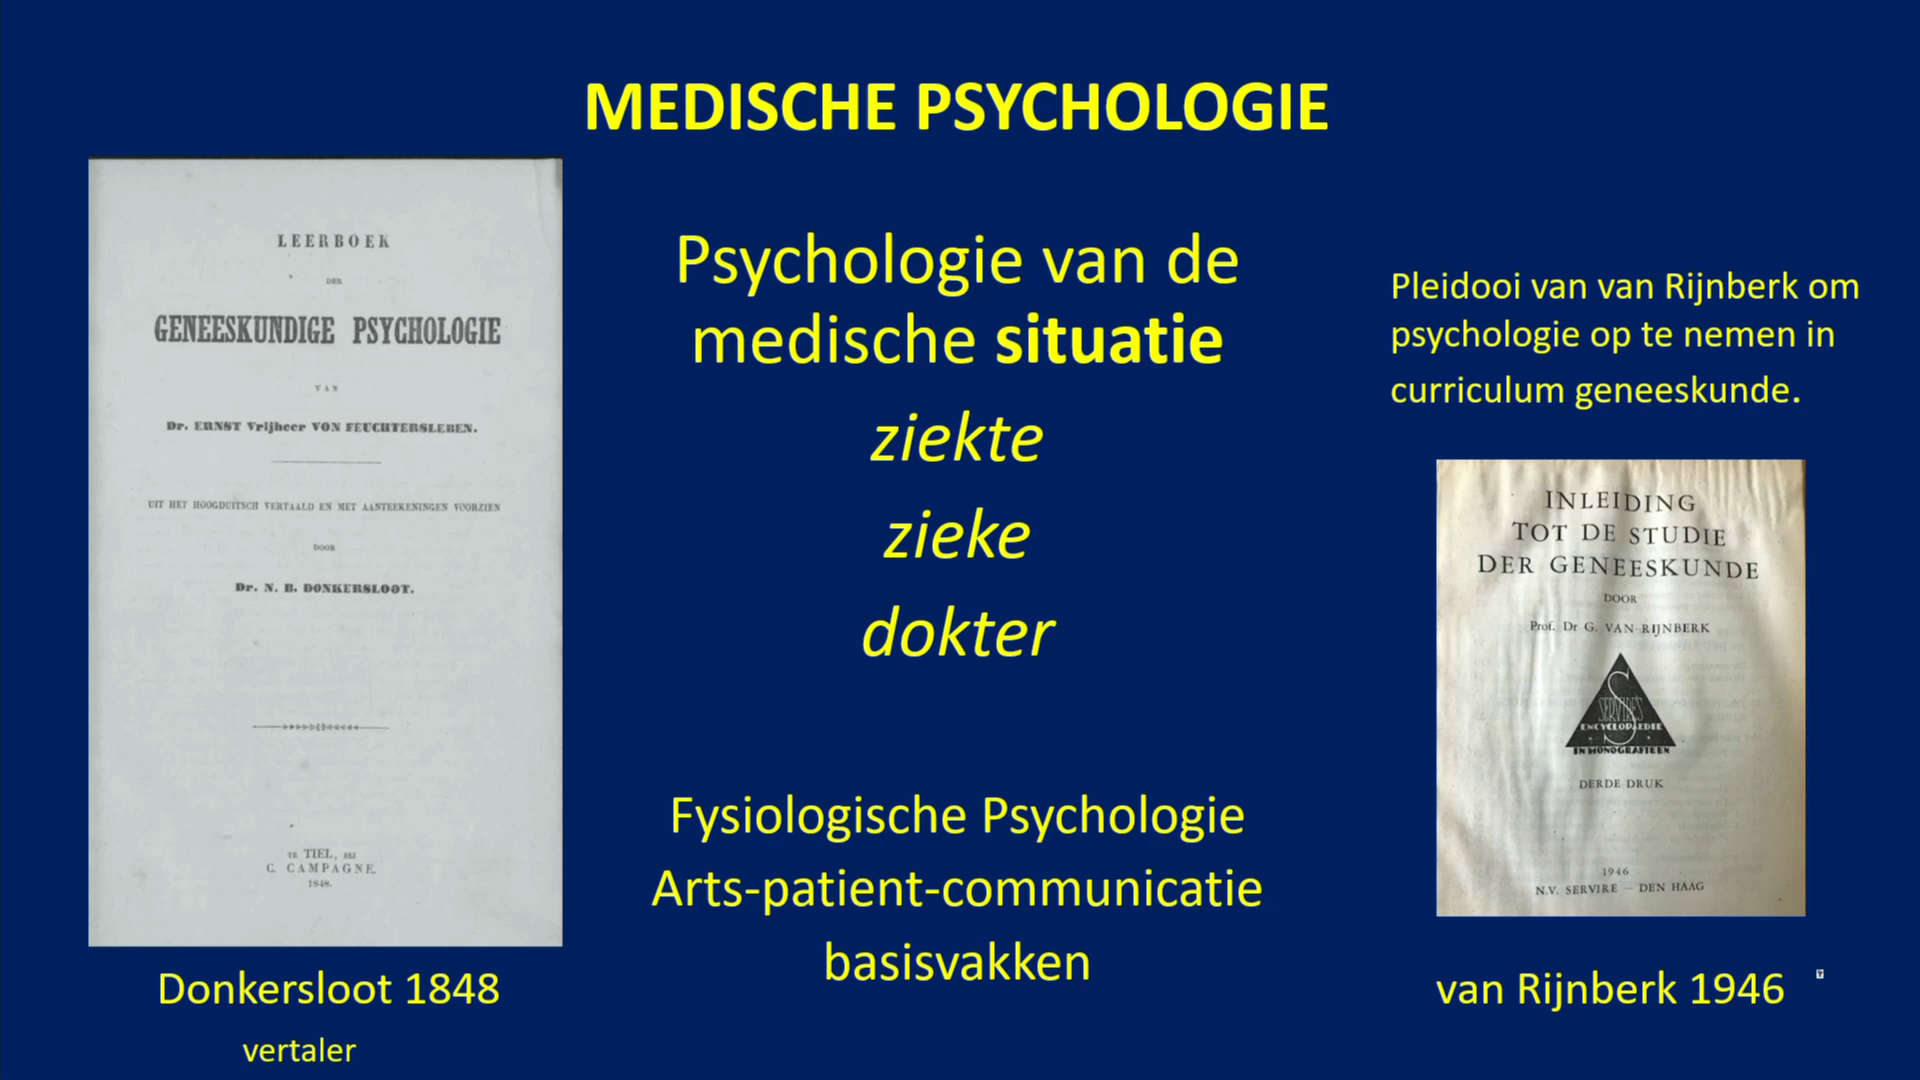 MEDISCHE PSYCHOLOGIE
LEERBOEK
DER
GENEESKUNDIGE PSYCHOLOGIE
VAN
Dr. ERNST Vrijheer VON FEUCHTERSLEBEN.
UIT HET HOOGDUITSCH VERTAALD EN MET AANTEEKENINGEN VOORZIEN
DOOR
Dr. N. B. DONKERSLOOT.
TE TIEL, BIJ
C. CAMPAGNE.
1848.
Donkersloot 1848
vertaler
Psychologie van de
medische situatie
ziekte
zieke
dokter
Fysiologische Psychologie
Arts-patient-communicatie
basisvakken
Pleidooi van van Rijnberk om
psychologie op te nemen in
curriculum geneeskunde.
INLEIDING
TOT DE STUDIE
DER GENEESKUNDE
DOOR
Prof. Dr G. VAN RIJNBERK
S
SERVIRE'S
ENCYCLOPAEDIE
IN MONOGRAFIEEN
DERDE DRUK
1946
N.V. SERVIRE — DEN HAAG
van Rijnberk 1946